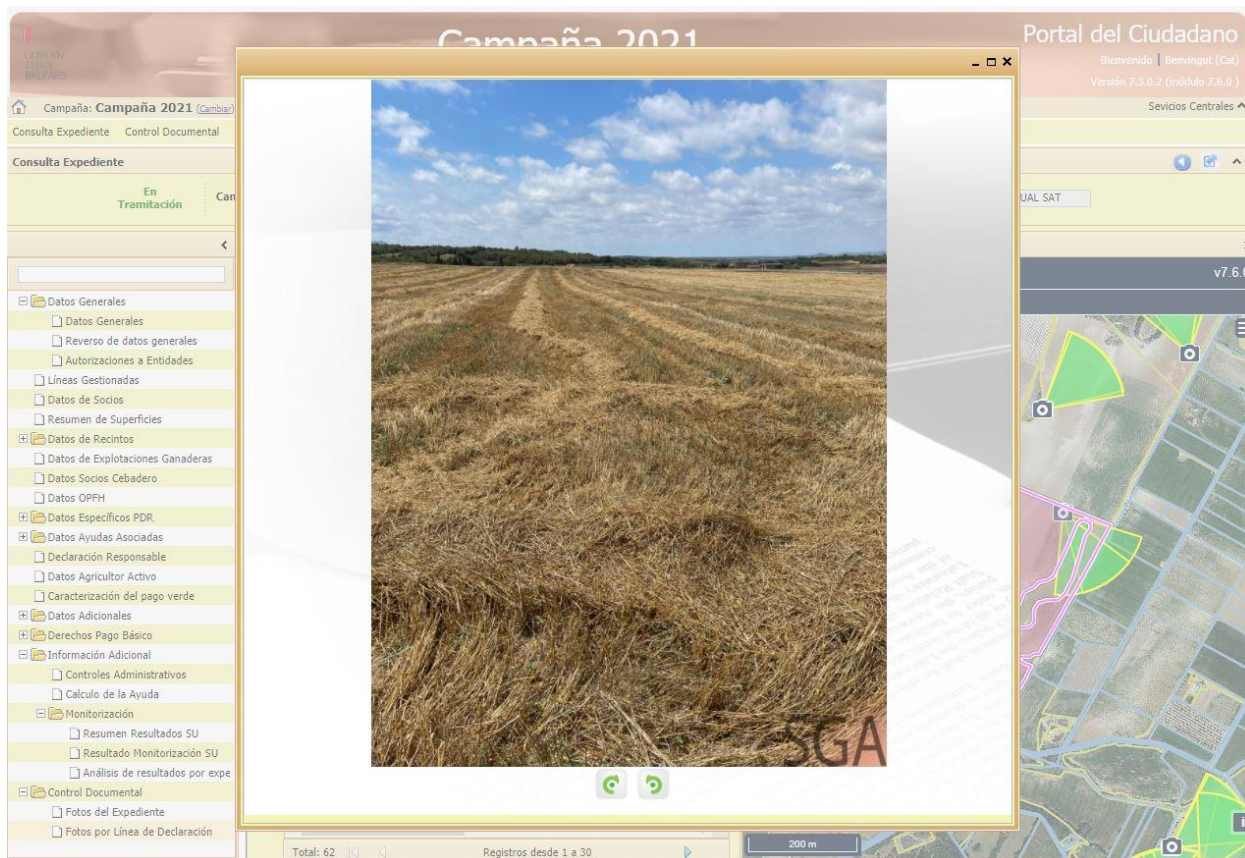 Campaña 2021
Portal del Ciudadano
GOVERN
ILLES
BALEARS
Bienvenido | Benvingut (Cat)
Versión 7.3.0.2 (módulo 7.6.0 )
Campaña: Campaña 2021 (Cambiar)
Sevicios Centrales
Consulta Expediente Control Documental
Consulta Expediente
En
Tramitación
UAL SAT
v7.6.
Datos Generales
Datos Generales
Reverso de datos generales
Autorizaciones a Entidades
Líneas Gestionadas
Datos de Socios
Resumen de Superficies
Datos de Recintos
Datos de Explotaciones Ganaderas
Datos Socios Cebadero
Datos OPFH
Datos Específicos PDR
Datos Ayudas Asociadas
Declaración Responsable
Datos Agricultor Activo
Caracterización del pago verde
Datos Adicionales
Derechos Pago Básico
Información Adicional
Controles Administrativos
Calculo de la Ayuda
Monitorización
Resumen Resultados SU
Resultado Monitorización SU
Análisis de resultados por expe
Control Documental
Fotos del Expediente
Fotos por Línea de Declaración
SGA
Total: 62
Registros desde 1 a 30
200 m